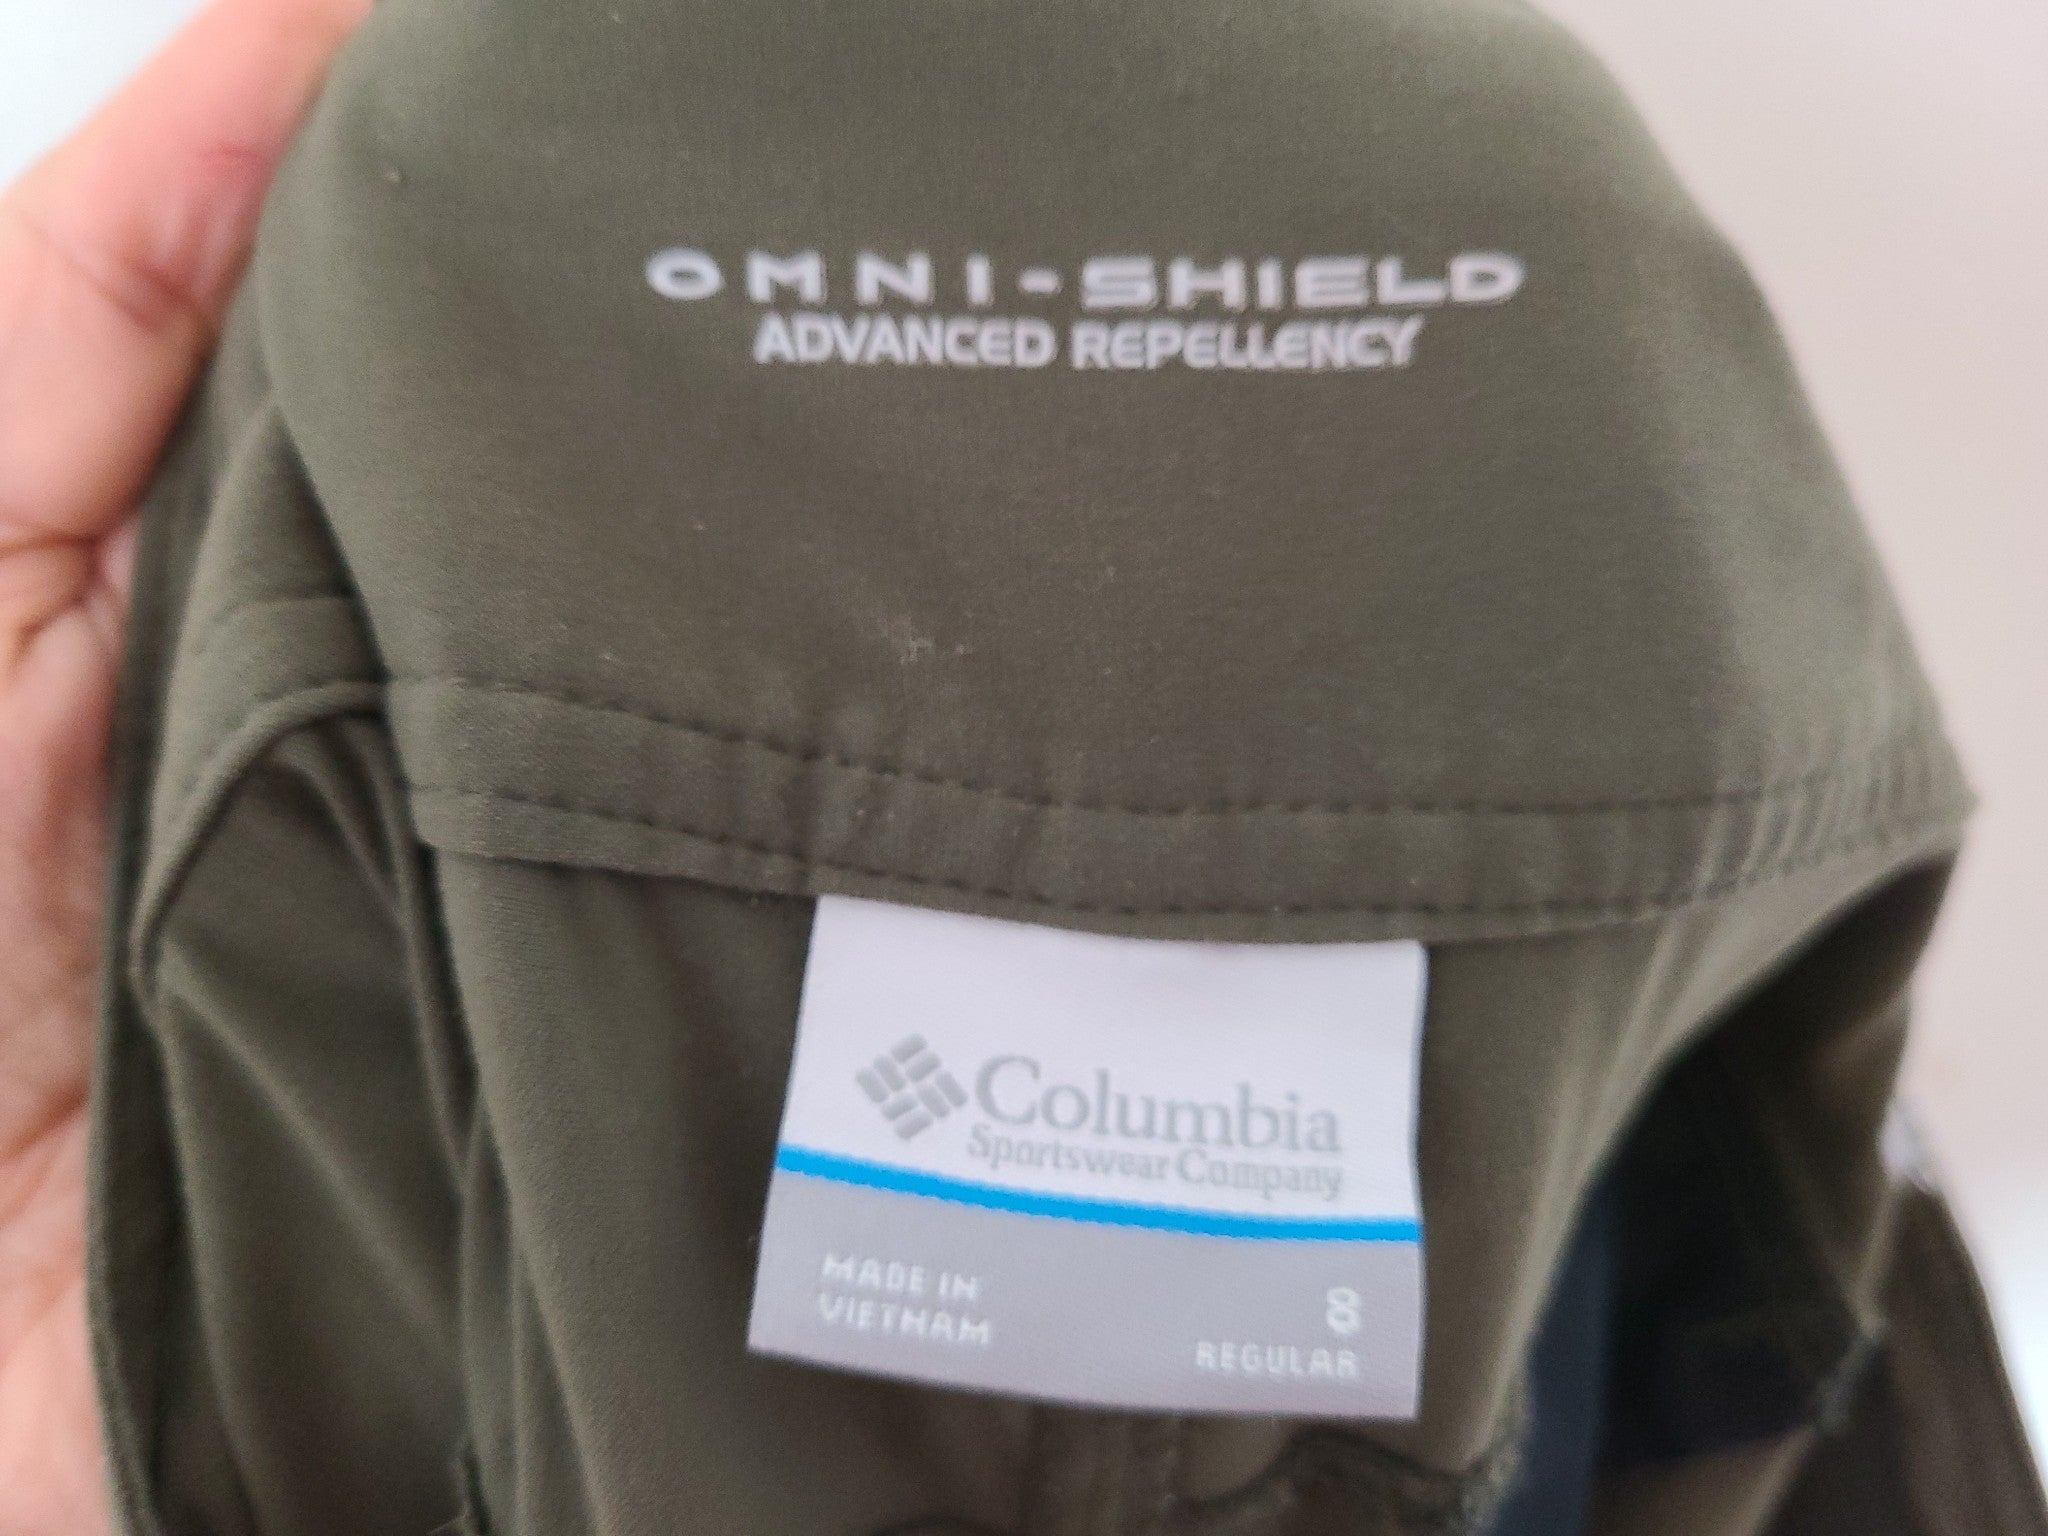 OMNI-SHIELD
ADVANCED REPELLENCY
Columbia
Sportswear Company
MADE IN
VIETNAM
8
REGULAR